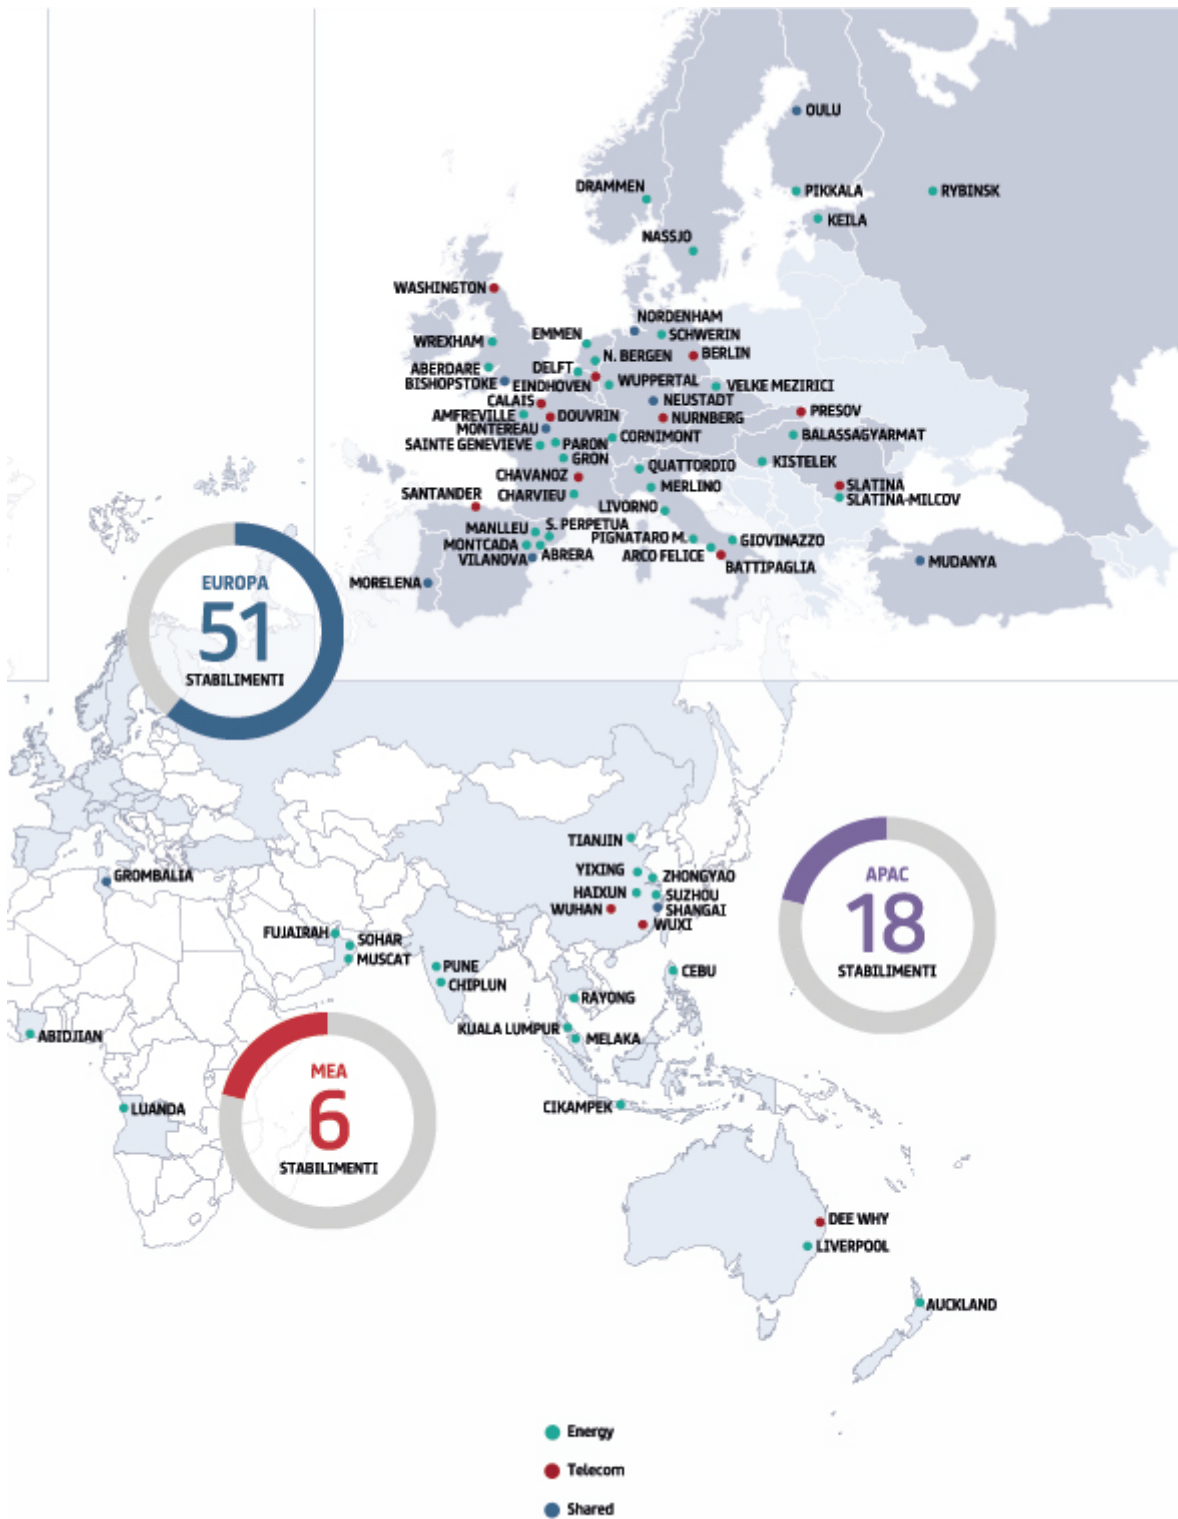 OULU
DRAMMEN
PIKKALA
RYBINSK
KEILA
NASSJO
WASHINGTON
NORDENHAM
SCHWERIN
EMMEN
WREXHAM
N. BERGEN
BERLIN
ABERDARE
DELFT
BISHOPSTOKE
EINDHOVEN
WUPPERTAL
VELKE MEZIRICI
CALAIS
NEUSTADT
AMFREVILLE
DOUVRIN
NURNBERG
PRESOV
MONTEREAU
CORNIMONT
BALASSAGYARMAT
SAINTE GENEVIEVE
PARON
GRON
QUATTORDIO
KISTELEK
CHAVANOZ
MERLINO
SLATINA
SANTANDER
CHARVIEU
SLATINA-MILCOV
LIVORNO
S. PERPETUA
MANLLEU
PIGNATARO M.
GIOVINAZZO
MONTCADA
ABRERA
ARCO FELICE
VILANOVA
BATTIPAGLIA
MUDANYA
MORELENA
EUROPA
51
STABILIMENTI
TIANJIN
GROMBALIA
YIXING
ZHONGYAO
HAIXUN
SUZHOU
WUHAN
SHANGAI
WUXI
APAC
18
STABILIMENTI
FUJAIRAH
SOHAR
MUSCAT
PUNE
CHIPLUN
CEBU
RAYONG
KUALA LUMPUR
MELAKA
ABIDJIAN
MEA
6
STABILIMENTI
LUANDA
CIKAMPEK
DEE WHY
LIVERPOOL
AUCKLAND
Energy
Telecom
Shared